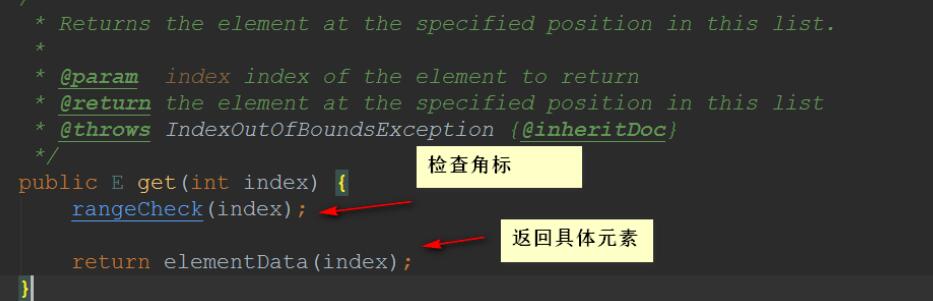 * Returns the element at the specified position in this list.
*
* @param index index of the element to return
* @return the element at the specified position in this list
* @throws IndexOutOfBoundsException {@inheritDoc}
*/
检查角标
public E get(int index) {
rangeCheck(index);
返回具体元素
return elementData(index);
}